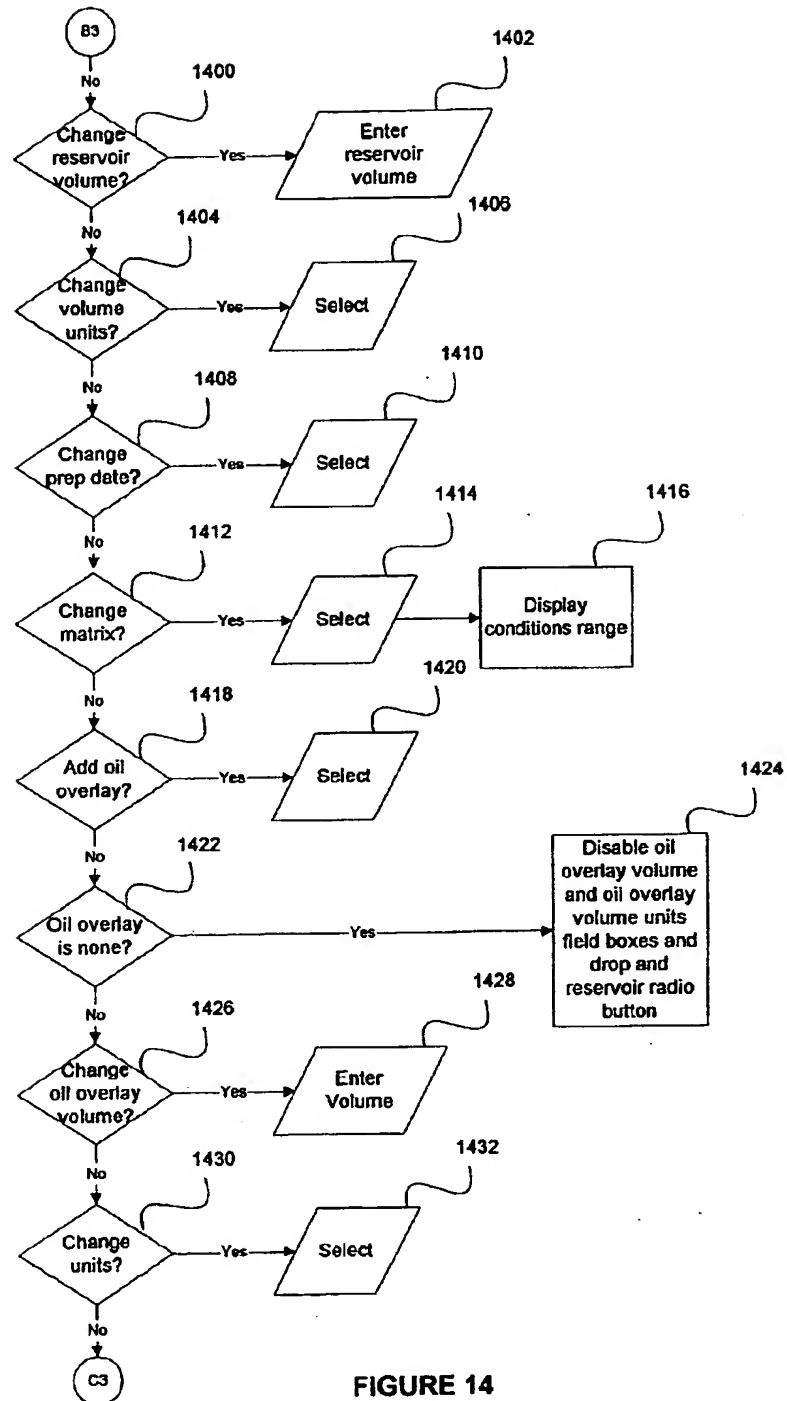 B3
No
1400
1402
Change
reservoir
volume?
Yes
Enter
reservoir
volume
No
1404
1406
Change
volume
units?
Yes
Select
No
1408
1410
Change
prep date?
Yes
Select
No
1412
1414
1416
Change
matrix?
Yes
Select
Display
conditions range
No
1418
1420
Add oil
overlay?
Yes
Select
No
1422
1424
Oil overlay
is none?
Yes
Disable oil
overlay volume
and oil overlay
volume units
field boxes and
drop and
reservoir radio
button
No
1426
1428
Change
oil overlay
volume?
Yes
Enter
Volume
No
1430
1432
Change
units?
Yes
Select
No
C3
FIGURE 14